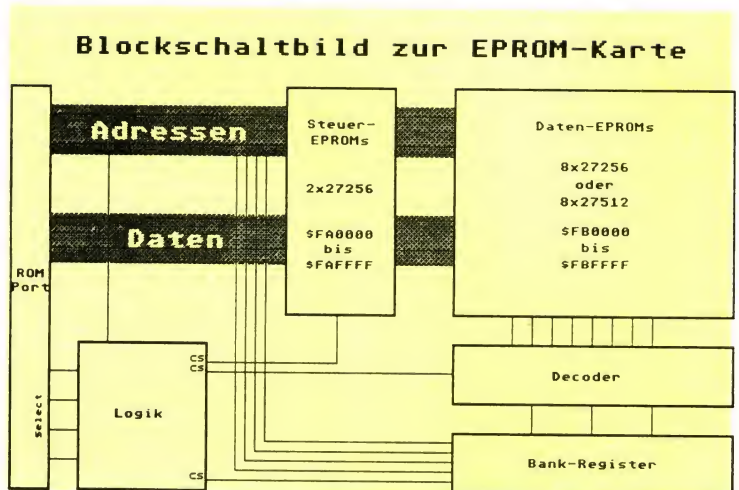 Blockschaltbild zur EPROM-Karte
Adressen
Daten
ROM
Port
Select
Steuer-
EPROMs
2x27256
$FA0000
bis
$FAFFFF
Daten-EPROMs
8x27256
oder
8x27512
$FB0000
bis
$FBFFFF
CS
CS
Logik
CS
Decoder
Bank-Register